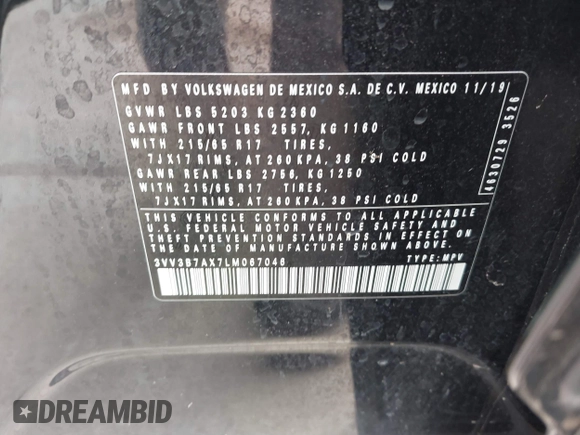 MFD BY VOLKSWAGEN DE MEXICO S.A. DE C.V. MEXICO 11/19
GVWR LBS 5203 KG 2360
GAWR FRONT LBS 2557, KG 1160
WITH 215/65 R17 TIRES,
7JX17 RIMS, AT 260 KPA, 38 PSI COLD
GAWR REAR LBS 2756, KG 1250
WITH 215/65 R17 TIRES,
7JX17 RIMS, AT 260 KPA, 38 PSI COLD
THIS VEHICLE CONFORMS TO ALL APPLICABLE
U.S. FEDERAL MOTOR VEHICLE SAFETY AND
THEFT PREVENTION STANDARDS IN EFFECT ON
THE DATE OF MANUFACTURE SHOWN ABOVE.
3VV3B7AX7LM067046 TYPE: MPV
4930729 3526
DREAMBID